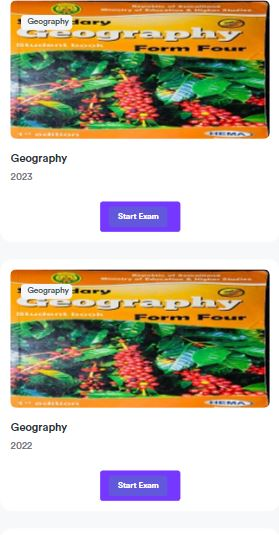 Republic of Somaliland
Ministry of Education & Higher Studies
Geography
dary
Geography
Student book
Form Four
1st edition
HEMA
Geography
2023
Start Exam
Republic of Somaliland
Ministry of Education & Higher Studies
Geography
dary
Geography
Student book
Form Four
1st edition
HEMA
Geography
2022
Start Exam